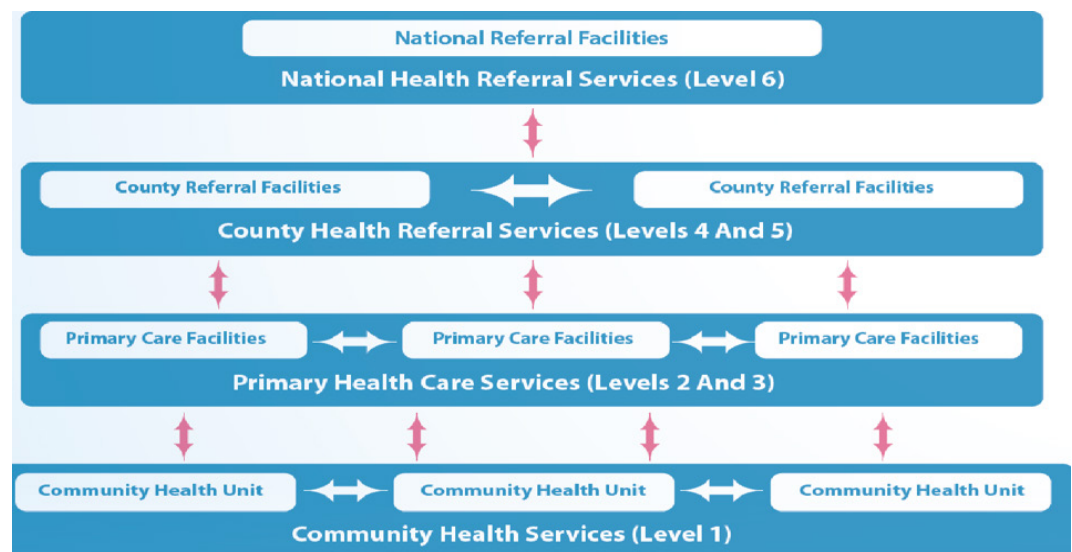 National Referral Facilities
National Health Referral Services (Level 6)
County Referral Facilities County Referral Facilities
County Health Referral Services (Levels 4 And 5)
Primary Care Facilities Primary Care Facilities Primary Care Facilities
Primary Health Care Services (Levels 2 And 3)
Community Health Unit Community Health Unit Community Health Unit
Community Health Services (Level 1)